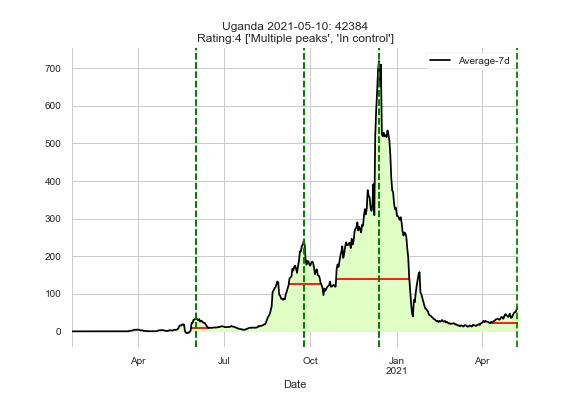 Uganda 2021-05-10: 42384
Rating:4 ['Multiple peaks', 'In control']
Average-7d
700
600
500
400
300
200
100
0
Apr Jul Oct Jan Apr
2021
Date